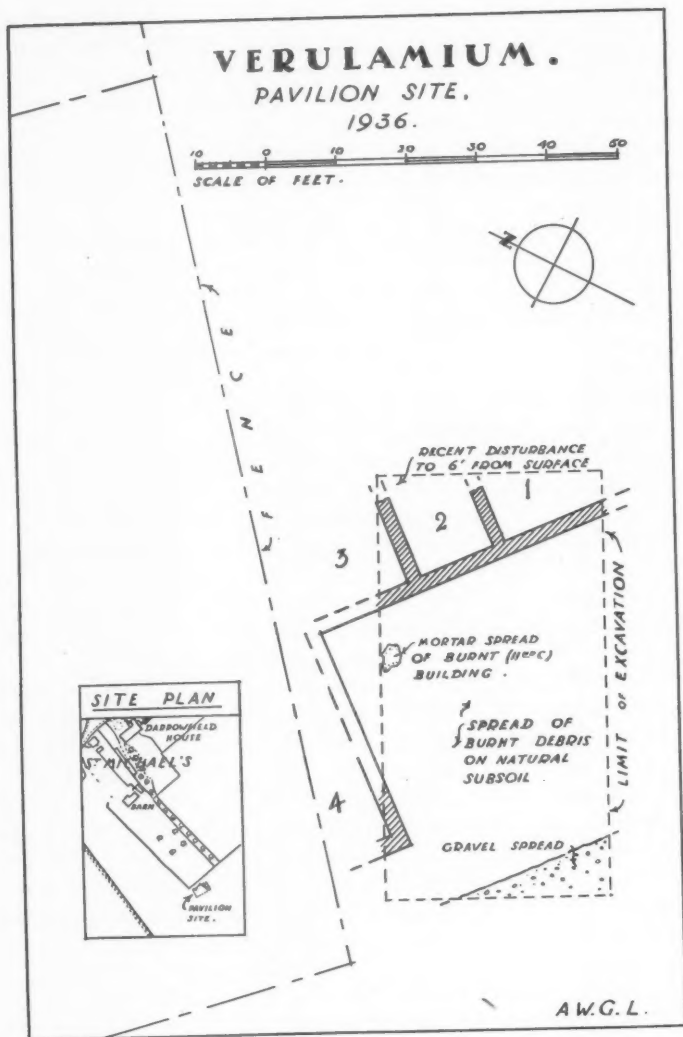 VERULAMIUM.
PAVILION SITE.
1936.
10 0 10 20 30 40 50
SCALE OF FEET.
N
FENCE
RECENT DISTURBANCE
TO 6' FROM SURFACE
1
2
3
MORTAR SPREAD
OF BURNT (IIND C)
BUILDING.
SPREAD OF
BURNT DEBRIS
ON NATURAL
SUBSOIL
LIMIT OF EXCAVATION
4
GRAVEL SPREAD
SITE PLAN
DARROWFIELD
HOUSE
ST
BARN
PAVILION
SITE.
A.W.G.L.